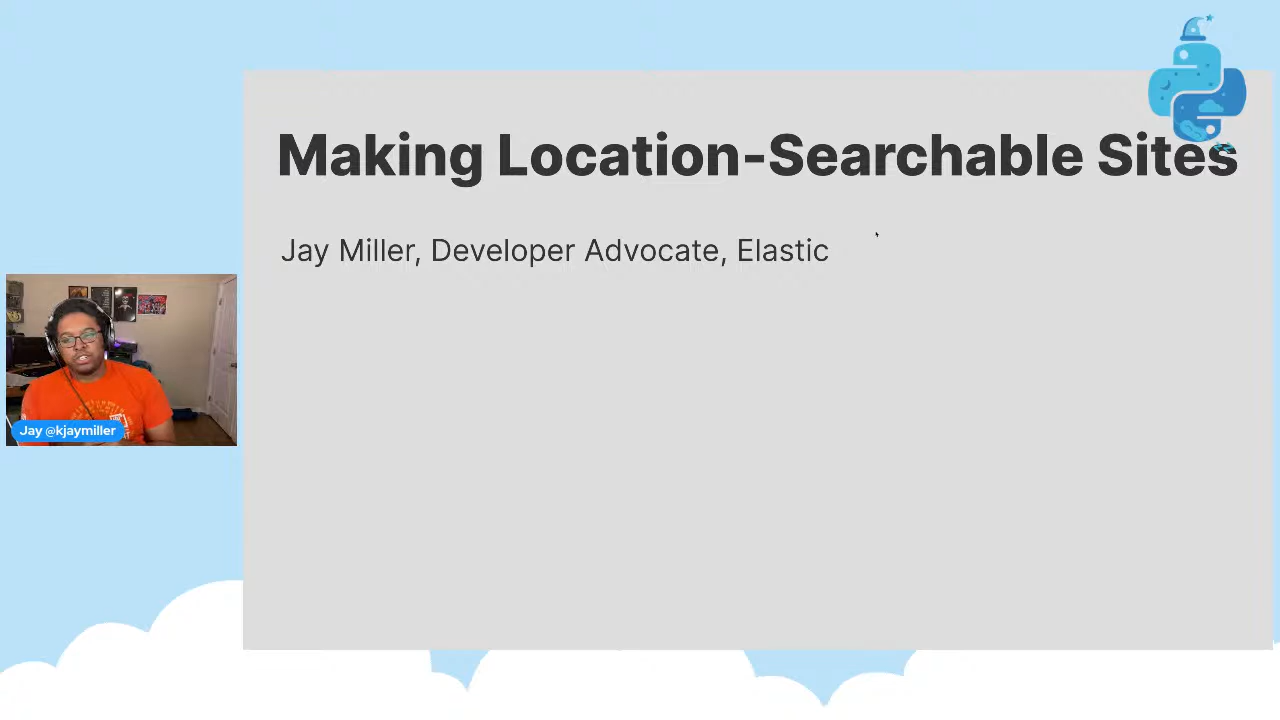 Making Location-Searchable Sites
Jay Miller, Developer Advocate, Elastic
Jay @kjaymiller